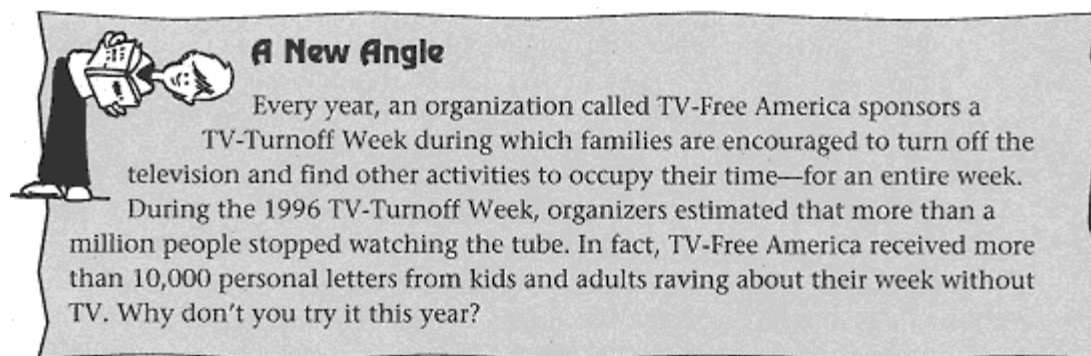 A New Angle
Every year, an organization called TV-Free America sponsors a
TV-Turnoff Week during which families are encouraged to turn off the
television and find other activities to occupy their time—for an entire week.
During the 1996 TV-Turnoff Week, organizers estimated that more than a
million people stopped watching the tube. In fact, TV-Free America received more
than 10,000 personal letters from kids and adults raving about their week without
TV. Why don't you try it this year?